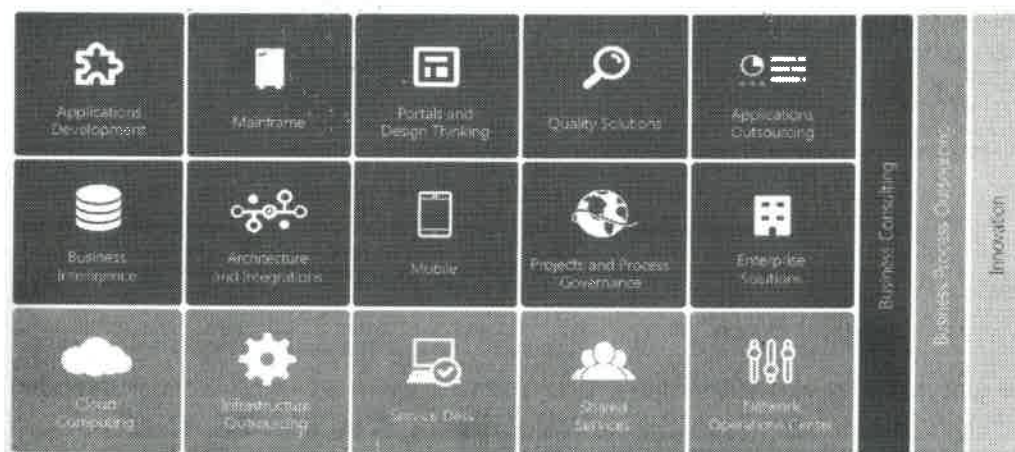 Applications
Development
Mainframe
Portals and
Design Thinking
Quality Solutions
Applications
Outsourcing
Business
Intelligence
Architecture
and Integrations
Mobile
Projects and Process
Governance
Enterprise
Solutions
Cloud
Computing
Infrastructure
Outsourcing
Service Desk
Shared
Services
Network
Operations Center
Business Consulting
Business Process Outsourcing
Innovation